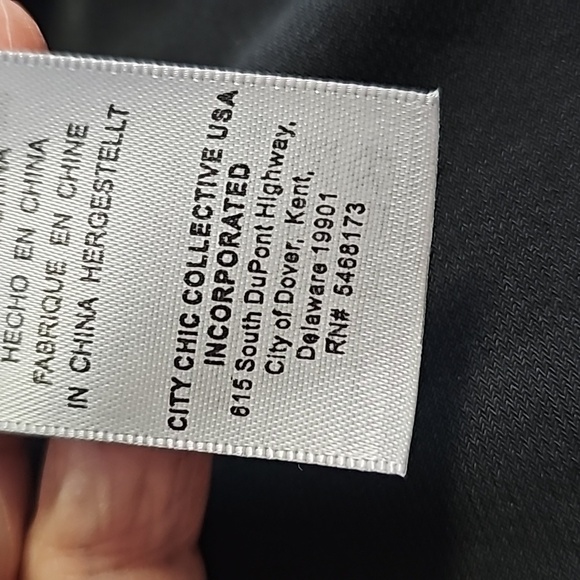 HECHO EN CHINA
FABRIQUE EN CHINE
IN CHINA HERGESTELLT
CITY CHIC COLLECTIVE USA
INCORPORATED
615 South DuPont Highway,
City of Dover, Kent,
Delaware 19901
RN# 5468173